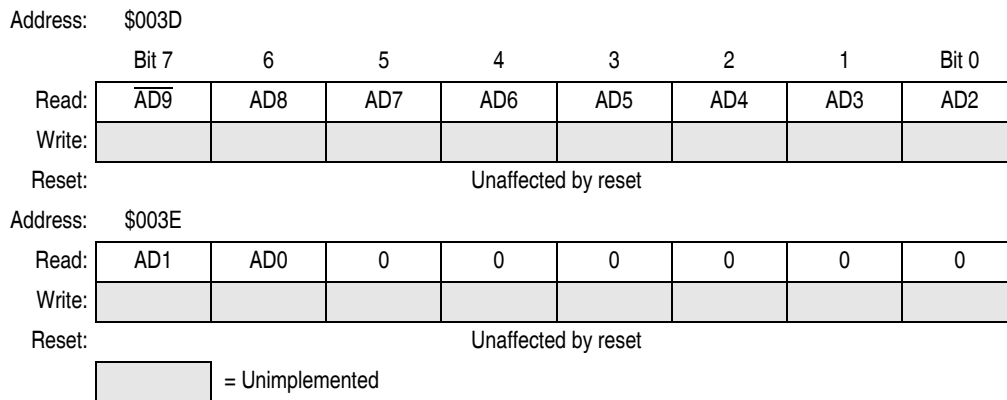 Address: $003D
Bit 7 6 5 4 3 2 1 Bit 0
Read: A̅D̅9̅ AD8 AD7 AD6 AD5 AD4 AD3 AD2
Write:
Reset: Unaffected by reset
Address: $003E
Read: AD1 AD0 0 0 0 0 0 0
Write:
Reset: Unaffected by reset
= Unimplemented